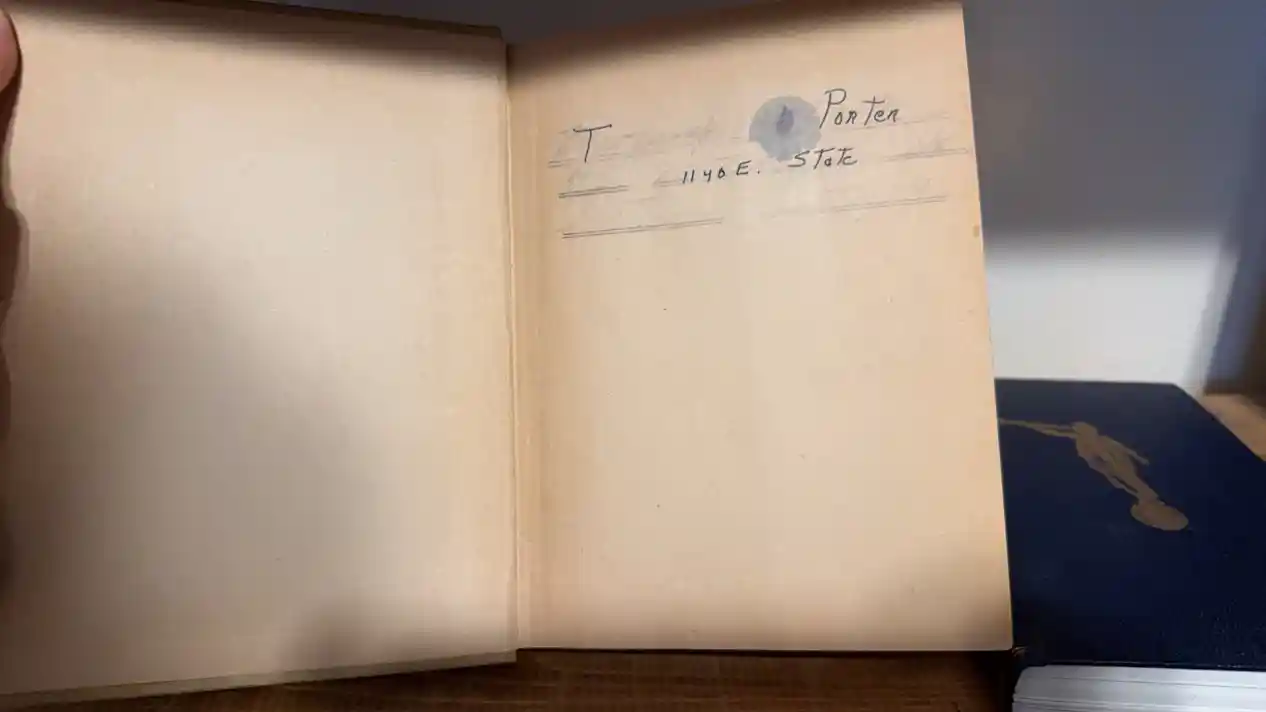 T Porter
1140 E. State